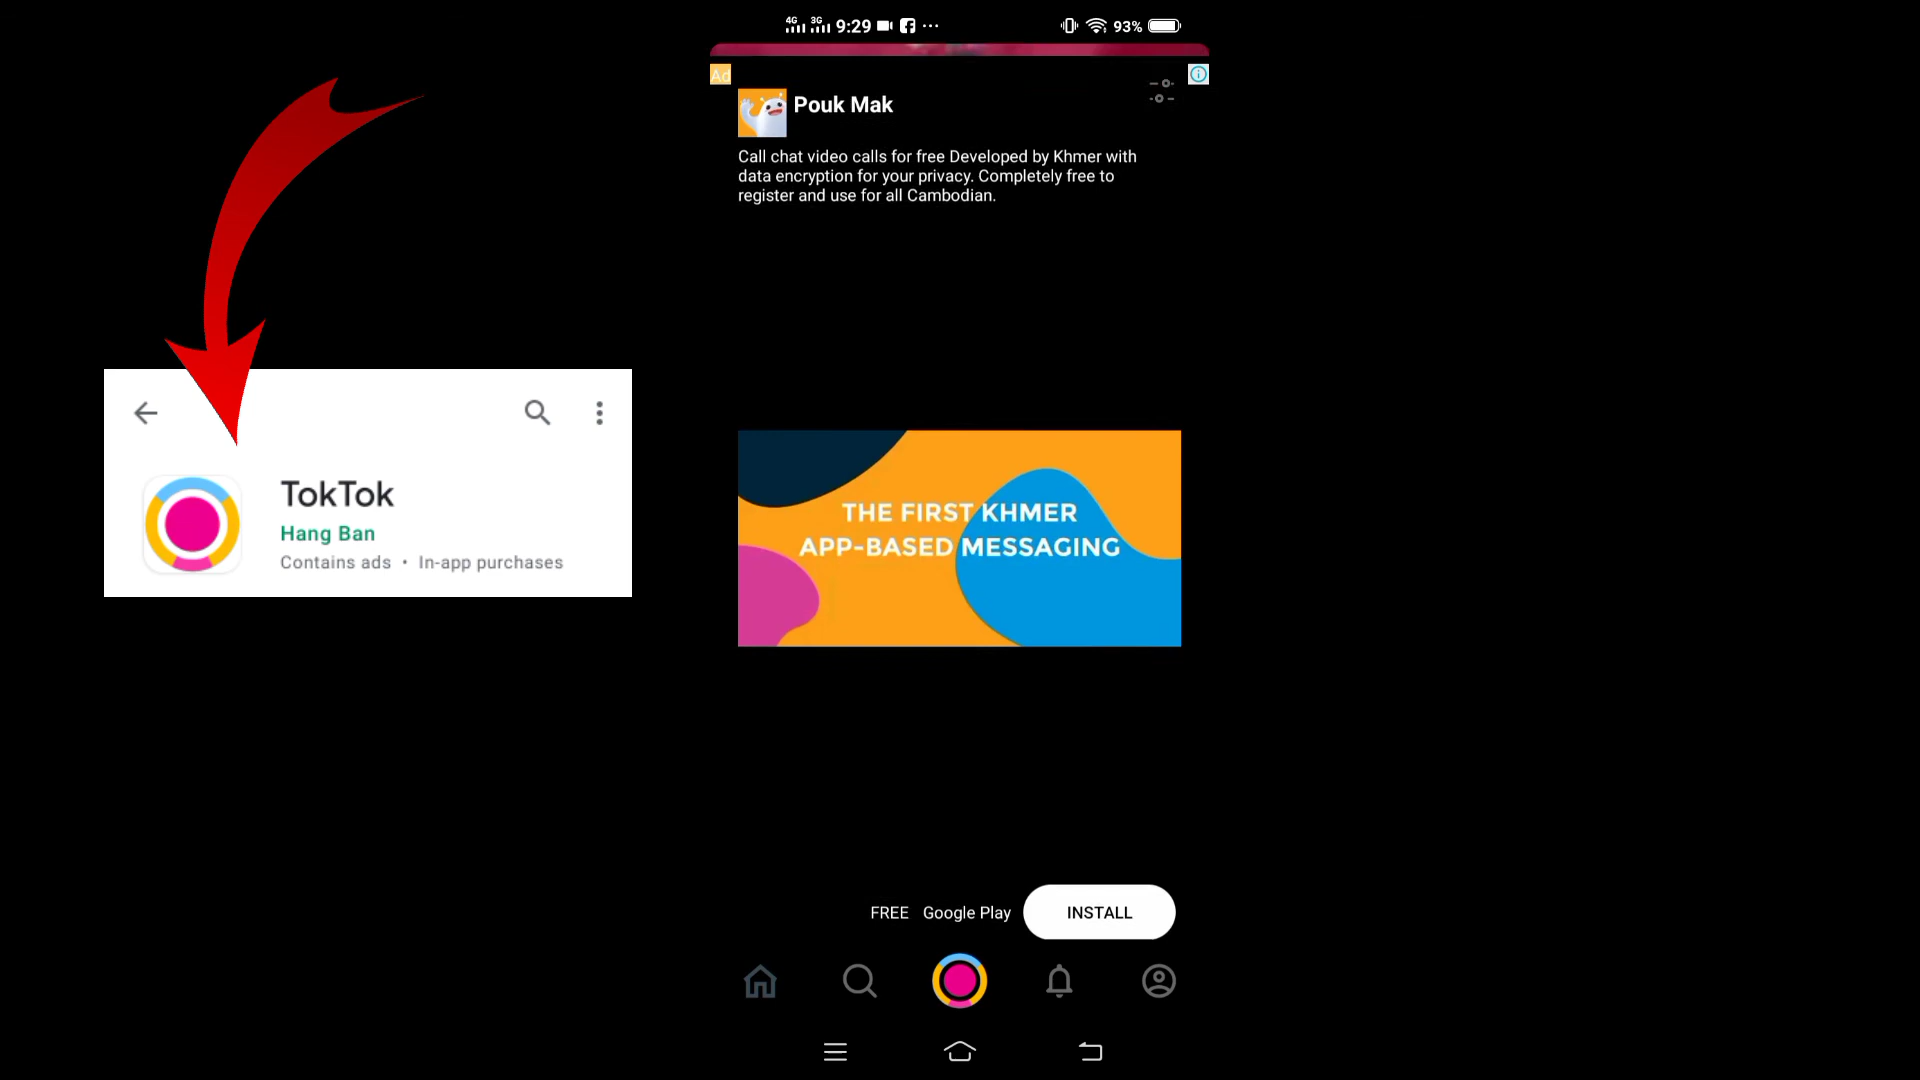 4G 3G 9:29
93%
Ad
Pouk Mak
Call chat video calls for free Developed by Khmer with
data encryption for your privacy. Completely free to
register and use for all Cambodian.
TokTok
Hang Ban
Contains ads • In-app purchases
THE FIRST KHMER
APP-BASED MESSAGING
FREE Google Play INSTALL